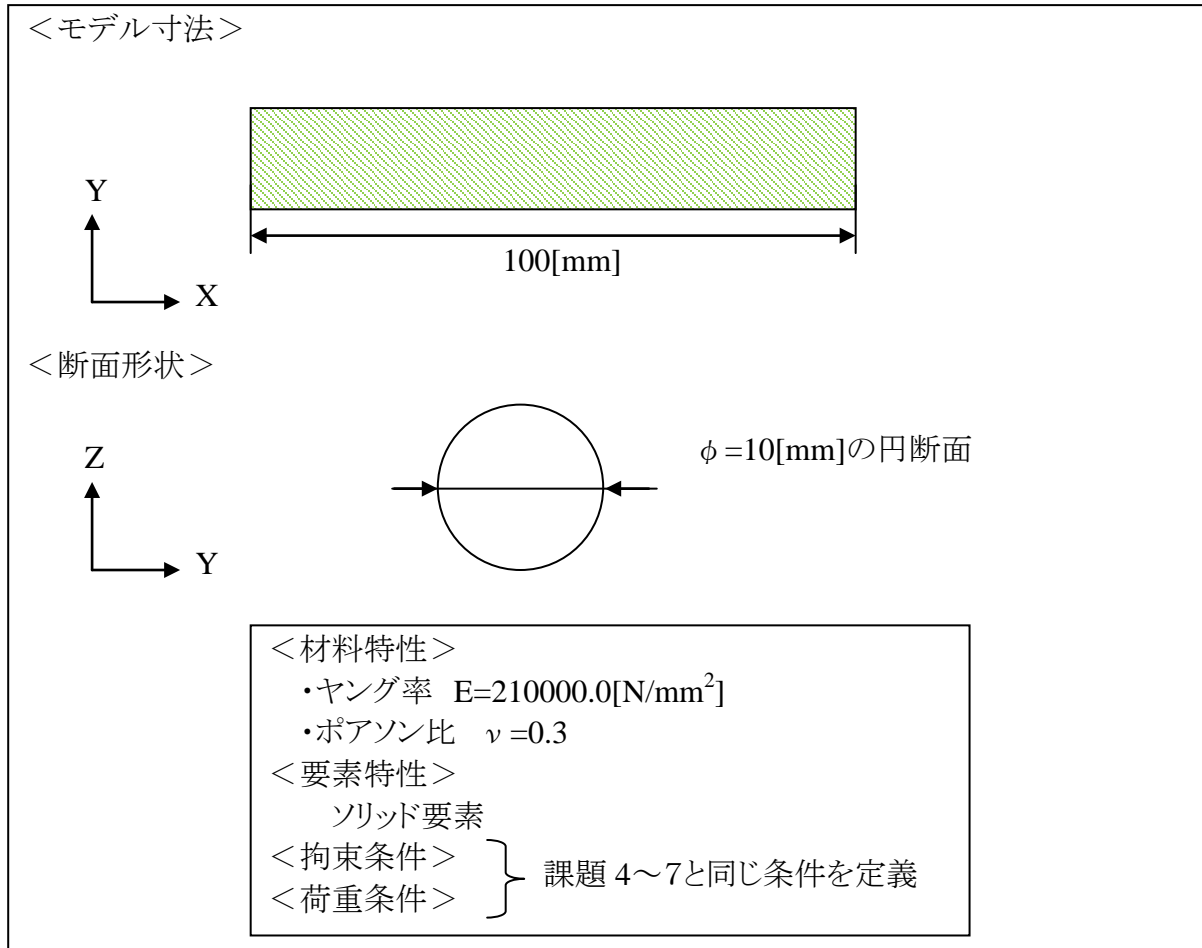 <モデル寸法>
Y
100[mm]
X
<断面形状>
Z
φ=10[mm]の円断面
Y
<材料特性>
・ヤング率 E=210000.0[N/mm²]
・ポアソン比 ν=0.3
<要素特性>
ソリッド要素
<拘束条件>
課題 4～7と同じ条件を定義
<荷重条件>